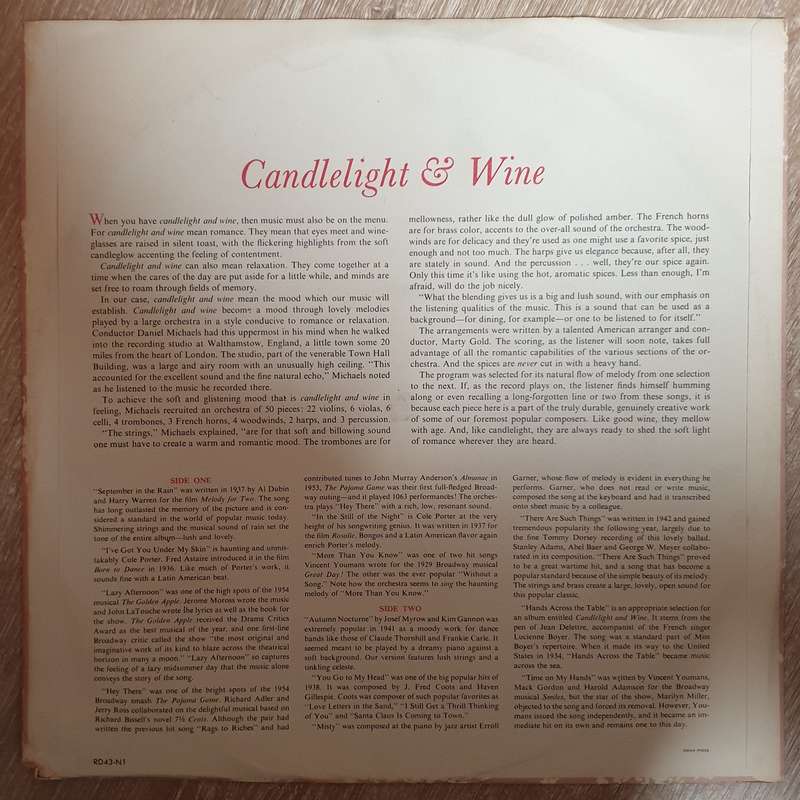 Candlelight & Wine
When you have candlelight and wine, then music must also be on the menu.
For candlelight and wine mean romance. They mean that eyes meet and wine-
glasses are raised in silent toast, with the flickering highlights from the soft
candleglow accenting the feeling of contentment.
Candlelight and wine can also mean relaxation. They come together at a
time when the cares of the day are put aside for a little while, and minds are
set free to roam through fields of memory.
In our case, candlelight and wine mean the mood which our music will
establish. Candlelight and wine become a mood through lovely melodies
played by a large orchestra in a style conducive to romance or relaxation.
Conductor Daniel Michaels had this uppermost in his mind when he walked
into the recording studio at Walthamstow, England, a little town some 20
miles from the heart of London. The studio, part of the venerable Town Hall
Building, was a large and airy room with an unusually high ceiling. "This
accounted for the excellent sound and the fine natural echo," Michaels noted
as he listened to the music he recorded there.
To achieve the soft and glistening mood that is candlelight and wine in
feeling, Michaels recruited an orchestra of 50 pieces: 22 violins, 6 violas, 6
celli, 4 trombones, 3 French horns, 4 woodwinds, 2 harps, and 3 percussion.
"The strings," Michaels explained, "are for that soft and billowing sound
one must have to create a warm and romantic mood. The trombones are for
mellowness, rather like the dull glow of polished amber. The French horns
are for brass color, accents to the over-all sound of the orchestra. The wood-
winds are for delicacy and they're used as one might use a favorite spice, just
enough and not too much. The harps give us elegance because, after all, they
are stately in sound. And the percussion . . . well, they're our spice again.
Only this time it's like using the hot, aromatic spices. Less than enough, I'm
afraid, will do the job nicely.
"What the blending gives us is a big and lush sound, with our emphasis on
the listening qualities of the music. This is a sound that can be used as a
background—for dining, for example—or one to be listened to for itself."
The arrangements were written by a talented American arranger and con-
ductor, Marty Gold. The scoring, as the listener will soon note, takes full
advantage of all the romantic capabilities of the various sections of the or-
chestra. And the spices are never cut in with a heavy hand.
The program was selected for its natural flow of melody from one selection
to the next. If, as the record plays on, the listener finds himself humming
along or even recalling a long-forgotten line or two from these songs, it is
because each piece here is a part of the truly durable, genuinely creative work
of some of our foremost popular composers. Like good wine, they mellow
with age. And, like candlelight, they are always ready to shed the soft light
of romance wherever they are heard.
SIDE ONE
"September in the Rain" was written in 1937 by Al Dubin
and Harry Warren for the film Melody for Two. The song
has long outlasted the memory of the picture and is con-
sidered a standard in the world of popular music today.
Shimmering strings and the musical sound of rain set the
tone of the entire album—lush and lovely.
"I've Got You Under My Skin" is haunting and unmis-
takably Cole Porter. Fred Astaire introduced it in the film
Born to Dance in 1936. Like much of Porter's work, it
sounds fine with a Latin American beat.
"Lazy Afternoon" was one of the high spots of the 1954
musical The Golden Apple. Jerome Moross wrote the music
and John LaTouche wrote the lyrics as well as the book for
the show. The Golden Apple received the Drama Critics
Award as the best musical of the year, and one first-line
Broadway critic called the show "the most original and
imaginative work of its kind to blaze across the theatrical
horizon in many a moon." "Lazy Afternoon" so captures
the feeling of a lazy midsummer day that the music alone
conveys the story of the song.
"Hey There" was one of the bright spots of the 1954
Broadway smash The Pajama Game. Richard Adler and
Jerry Ross collaborated on the delightful musical based on
Richard Bissell's novel 7½ Cents. Although the pair had
written the previous hit song "Rags to Riches" and had
contributed tunes to John Murray Anderson's Almanac in
1953, The Pajama Game was their first full-fledged Broad-
way outing—and it played 1063 performances! The orches-
tra plays "Hey There" with a rich, low, resonant sound.
"In the Still of the Night" is Cole Porter at the very
height of his songwriting genius. It was written in 1937 for
the film Rosalie. Bongos and a Latin American flavor again
enrich Porter's melody.
"More Than You Know" was one of two hit songs
Vincent Youmans wrote for the 1929 Broadway musical
Great Day! The other was the ever popular "Without a
Song." Note how the orchestra seems to sing the haunting
melody of "More Than You Know."
SIDE TWO
"Autumn Nocturne" by Josef Myrow and Kim Gannon was
extremely popular in 1941 as a moody work for dance
bands like those of Claude Thornhill and Frankie Carle. It
seemed meant to be played by a dreamy piano against a
soft background. Our version features lush strings and a
tinkling celeste.
"You Go to My Head" was one of the big popular hits of
1938. It was composed by J. Fred Coots and Haven
Gillespie. Coots was composer of such popular favorites as
"Love Letters in the Sand," "I Still Get a Thrill Thinking
of You" and "Santa Claus Is Coming to Town."
"Misty" was composed at the piano by jazz artist Erroll
Garner, whose flow of melody is evident in everything he
performs. Garner, who does not read or write music,
composed the song at the keyboard and had it transcribed
onto sheet music by a colleague.
"There Are Such Things" was written in 1942 and gained
tremendous popularity the following year, largely due to
the fine Tommy Dorsey recording of this lovely ballad.
Stanley Adams, Abel Baer and George W. Meyer collabo-
rated in its composition. "There Are Such Things" proved
to be a great wartime hit, and a song that has become a
popular standard because of the simple beauty of its melody.
The strings and brass create a large, lovely, open sound for
this popular classic.
"Hands Across the Table" is an appropriate selection for
an album entitled Candlelight and Wine. It stems from the
pen of Jean Delettre, accompanist of the French singer
Lucienne Boyer. The song was a standard part of Miss
Boyer's repertoire. When it made its way to the United
States in 1934, "Hands Across the Table" became music
across the sea.
"Time on My Hands" was written by Vincent Youmans,
Mack Gordon and Harold Adamson for the Broadway
musical Smiles, but the star of the show, Marilyn Miller,
objected to the song and forced its removal. However, You-
mans issued the song independently, and it became an im-
mediate hit on its own and remains one to this day.
RD43-N1